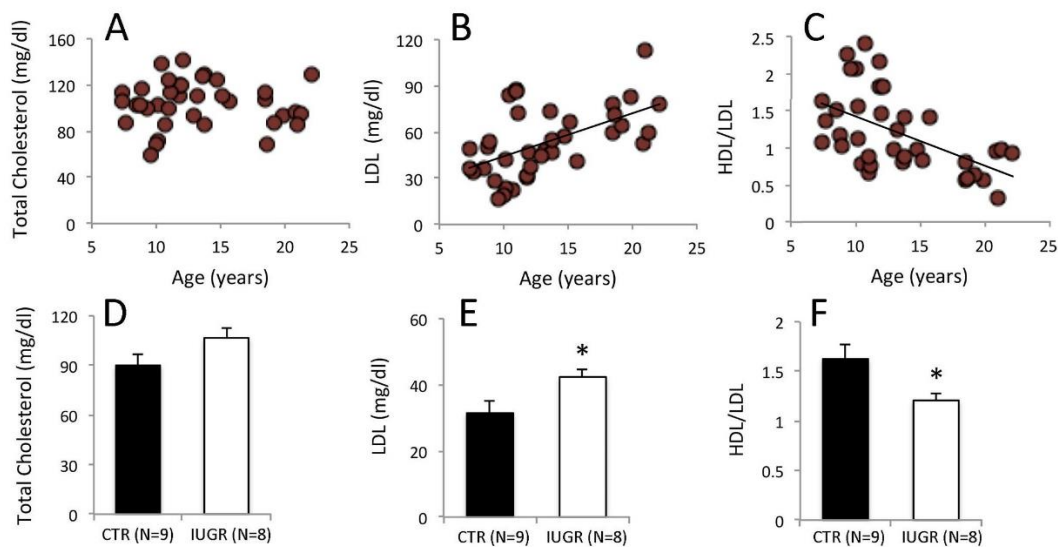 A
Total Cholesterol (mg/dl)
160
120
80
40
0
5 10 15 20 25
Age (years)
B
LDL (mg/dl)
120
90
60
30
0
5 10 15 20 25
Age (years)
C
HDL/LDL
2.5
2
1.5
1
0.5
0
5 10 15 20 25
Age (years)
D
Total Cholesterol (mg/dl)
120
90
60
30
0
CTR (N=9) IUGR (N=8)
E
LDL (mg/dl)
60
40
20
0
*
CTR (N=9) IUGR (N=8)
F
HDL/LDL
2
1.5
1
0.5
0
*
CTR (N=9) IUGR (N=8)